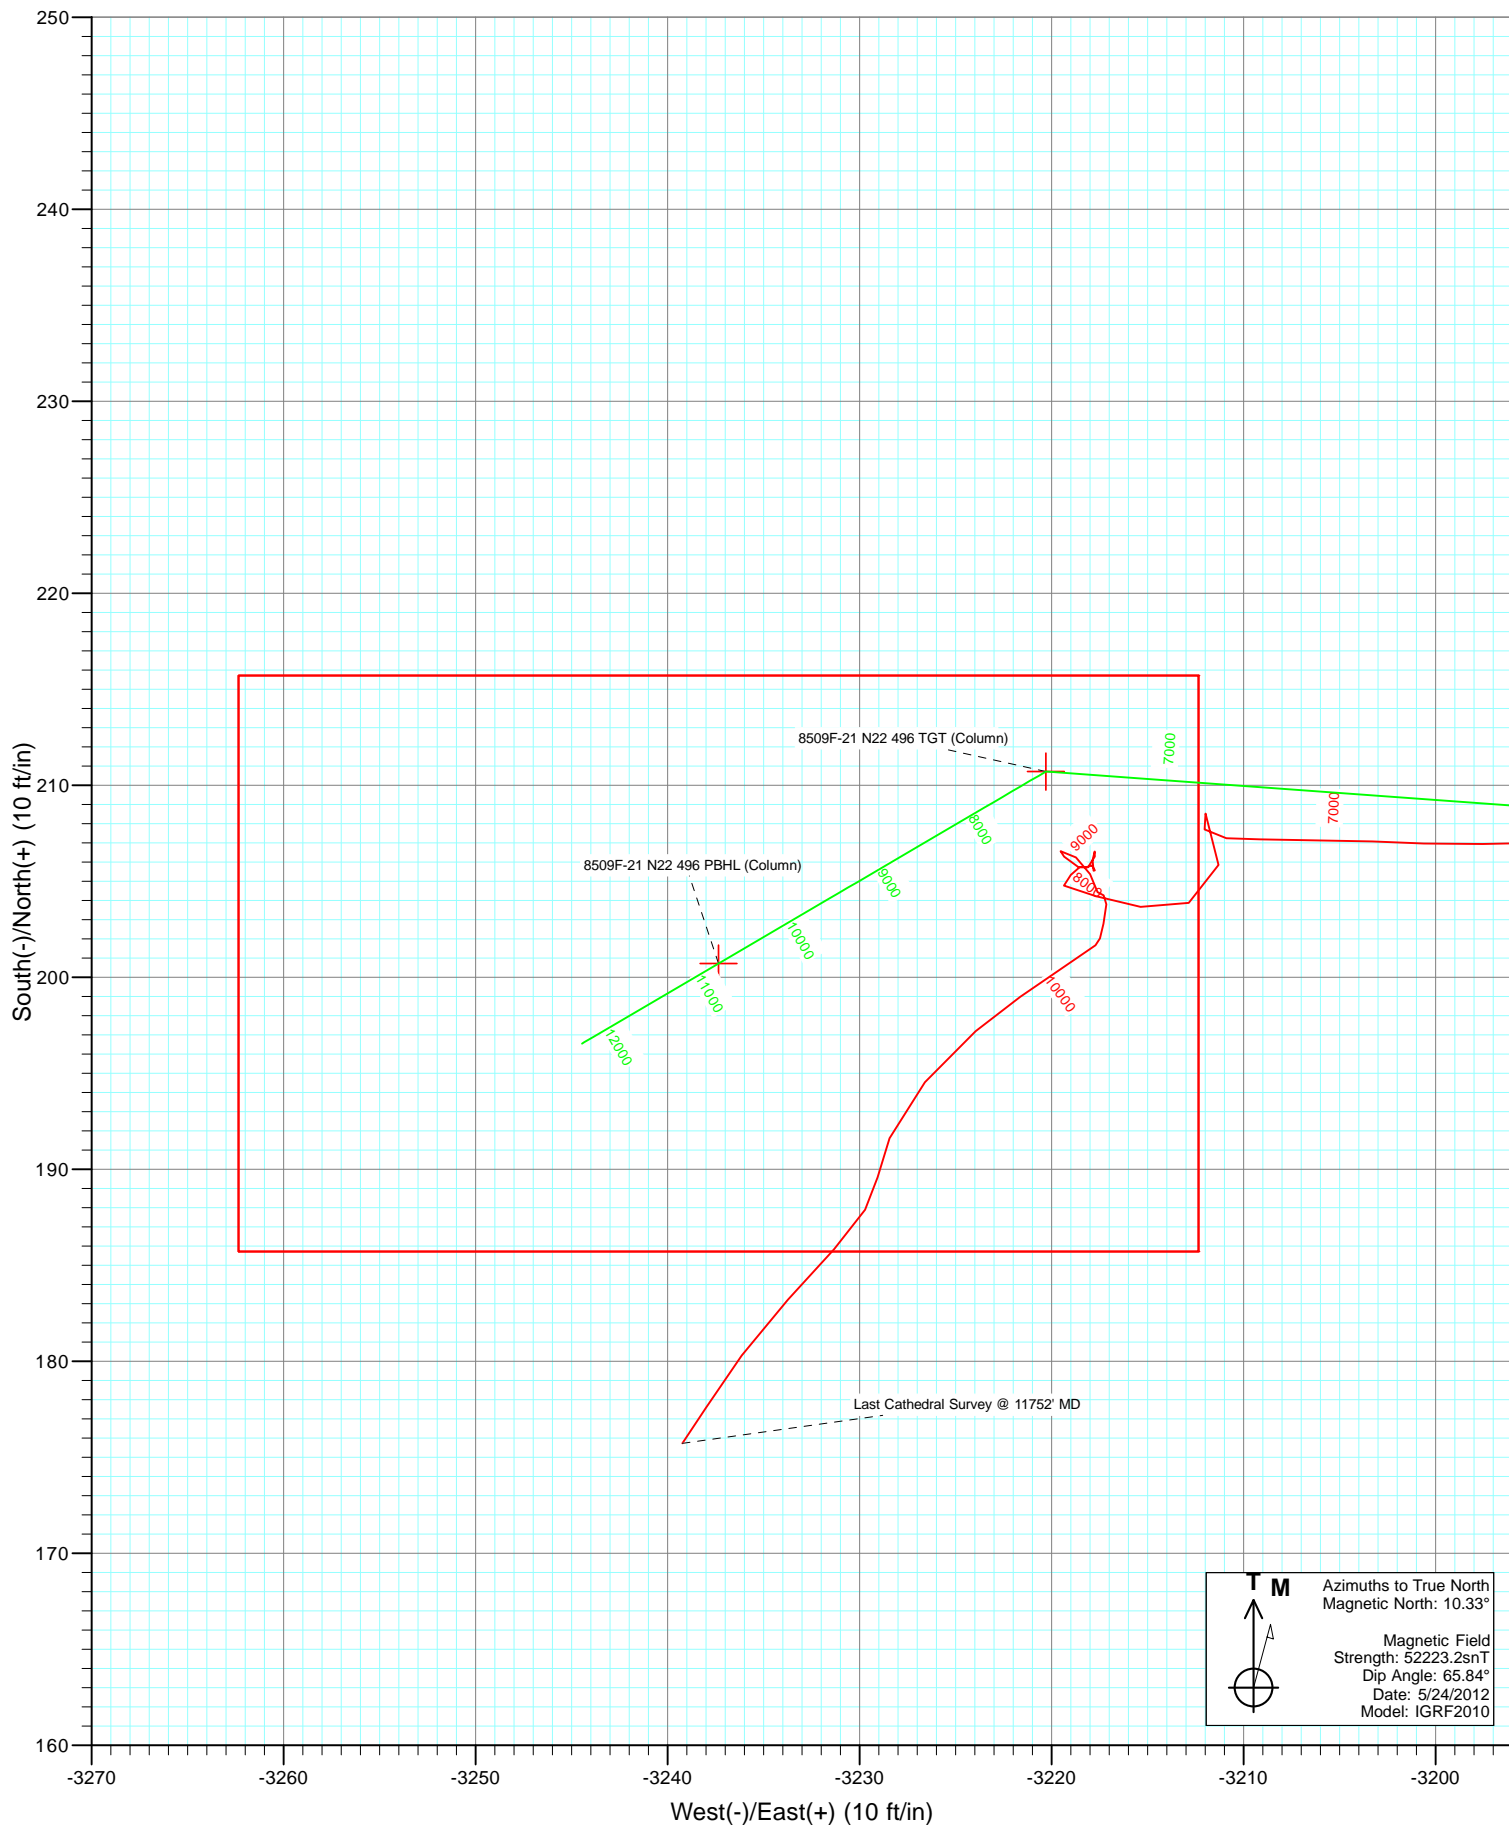 250
240
230
220
210
200
190
180
170
160
South(-)/North(+) (10 ft/in)
8509F-21 N22 496 TGT (Column)
7000
7000
8000
9000
8509F-21 N22 496 PBHL (Column)
9000
8000
10000
11000
10000
12000
Last Cathedral Survey @ 11752' MD
T M
Azimuths to True North
Magnetic North: 10.33°
Magnetic Field
Strength: 52223.2snT
Dip Angle: 65.84°
Date: 5/24/2012
Model: IGRF2010
-3270 -3260 -3250 -3240 -3230 -3220 -3210 -3200
West(-)/East(+) (10 ft/in)